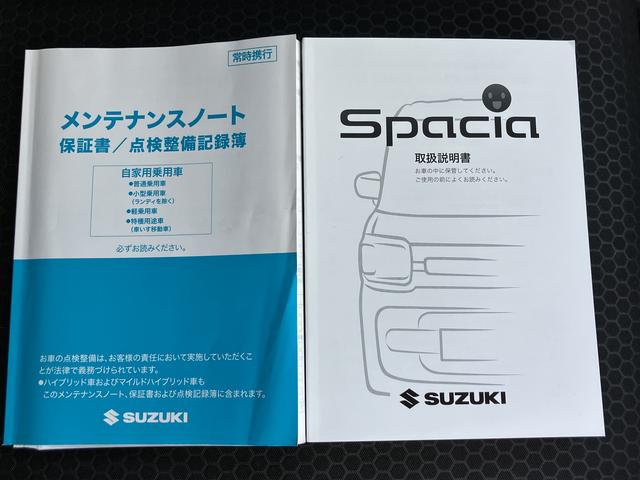 常時携行
メンテナンスノート
保証書／点検整備記録簿
自家用乗用車
●普通乗用車
●小型乗用車
（ランディを除く）
●軽乗用車
●特種用途車
（車いす移動車）
必ずお読みください。
お車の点検整備は、お客様の責任において実施していただくこ
とが法律で義務づけられています。
●ハイブリッド車およびマイルドハイブリッド車も
このメンテナンスノート、保証書および点検記録簿に含まれます。
SUZUKI
Spacia
取扱説明書
お車の中に保管してください。
ご使用の前によくお読みください。
SUZUKI